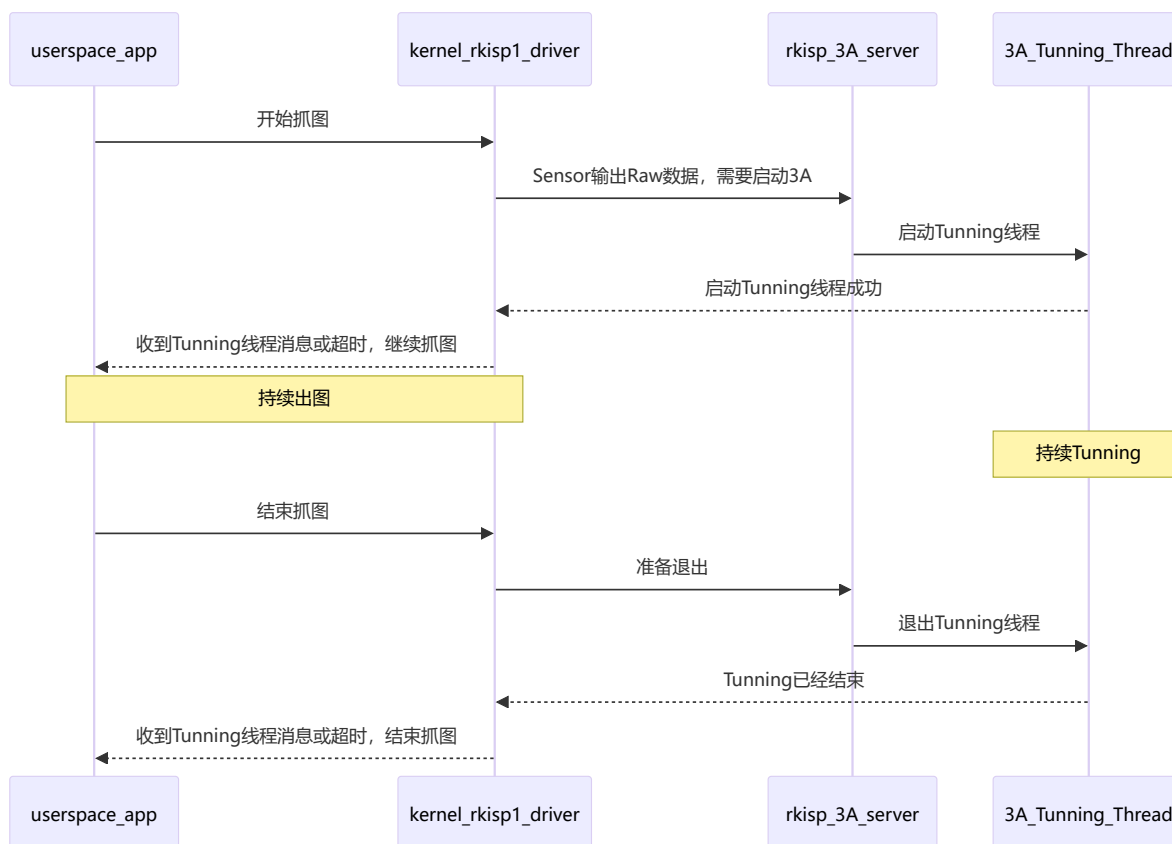 userspace_app
kernel_rkisp1_driver
rkisp_3A_server
3A_Tunning_Thread
开始抓图
Sensor输出Raw数据，需要启动3A
启动Tunning线程
启动Tunning线程成功
收到Tunning线程消息或超时，继续抓图
持续出图
持续Tunning
结束抓图
准备退出
退出Tunning线程
Tunning已经结束
收到Tunning线程消息或超时，结束抓图
userspace_app
kernel_rkisp1_driver
rkisp_3A_server
3A_Tunning_Thread